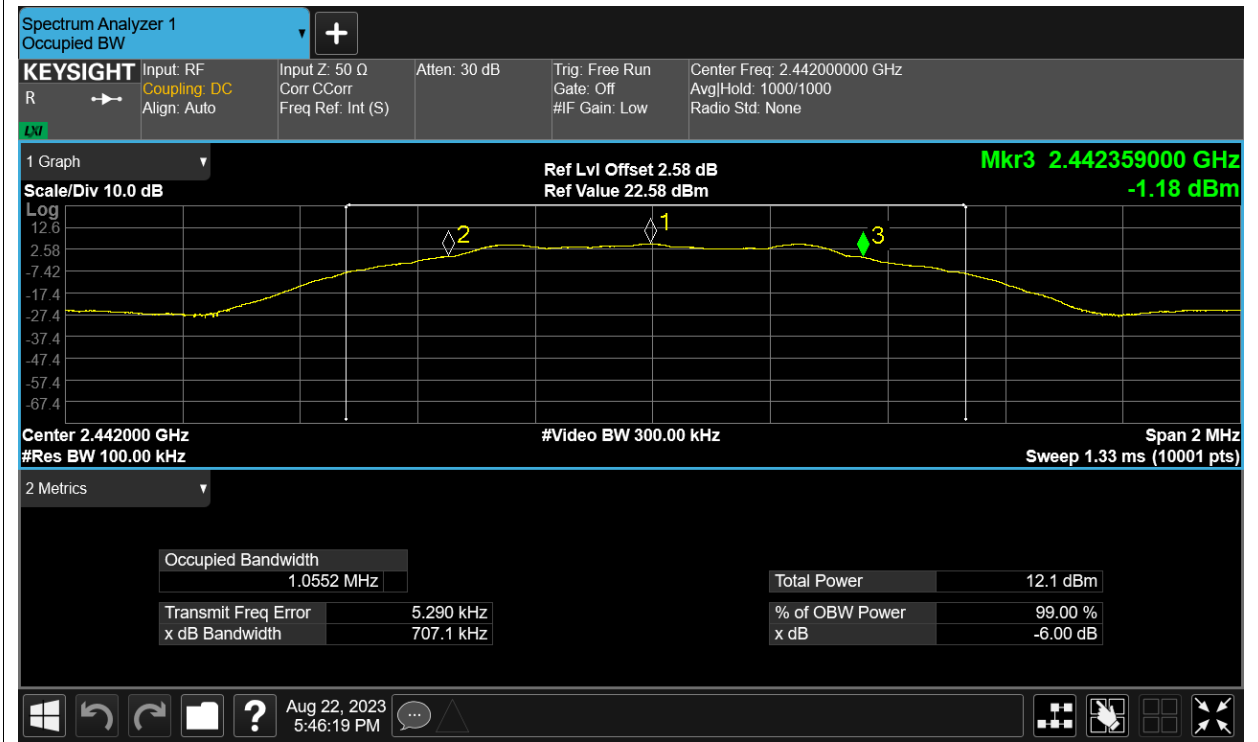 Spectrum Analyzer 1
Occupied BW
KEYSIGHT Input: RF Input Z: 50 Ω Atten: 30 dB Trig: Free Run Center Freq: 2.442000000 GHz
R Coupling: DC Corr CCorr Gate: Off Avg|Hold: 1000/1000
Align: Auto Freq Ref: Int (S) #IF Gain: Low Radio Std: None
LXI
1 Graph Ref Lvl Offset 2.58 dB Mkr3 2.442359000 GHz
Scale/Div 10.0 dB Ref Value 22.58 dBm -1.18 dBm
Log
12.6
2.58
-7.42
-17.4
-27.4
-37.4
-47.4
-57.4
-67.4
2 1 3
Center 2.442000 GHz #Video BW 300.00 kHz Span 2 MHz
#Res BW 100.00 kHz Sweep 1.33 ms (10001 pts)
2 Metrics
Occupied Bandwidth
1.0552 MHz Total Power 12.1 dBm
Transmit Freq Error 5.290 kHz % of OBW Power 99.00 %
x dB Bandwidth 707.1 kHz x dB -6.00 dB
? Aug 22, 2023
5:46:19 PM